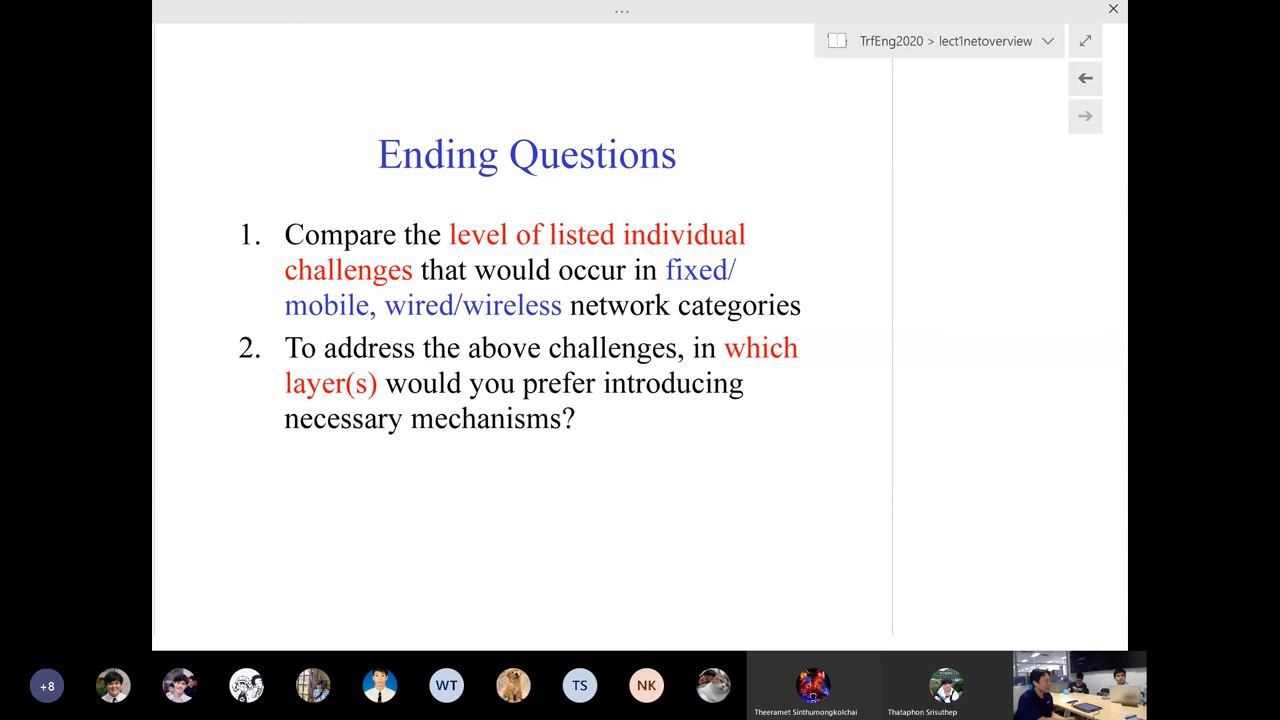 TrfEng2020 > lect1netoverview
Ending Questions
1. Compare the level of listed individual
challenges that would occur in fixed/
mobile, wired/wireless network categories
2. To address the above challenges, in which
layer(s) would you prefer introducing
necessary mechanisms?
+8
WT
TS
NK
Theeramet Sinthumongkolchai
Thataphon Srisuthep